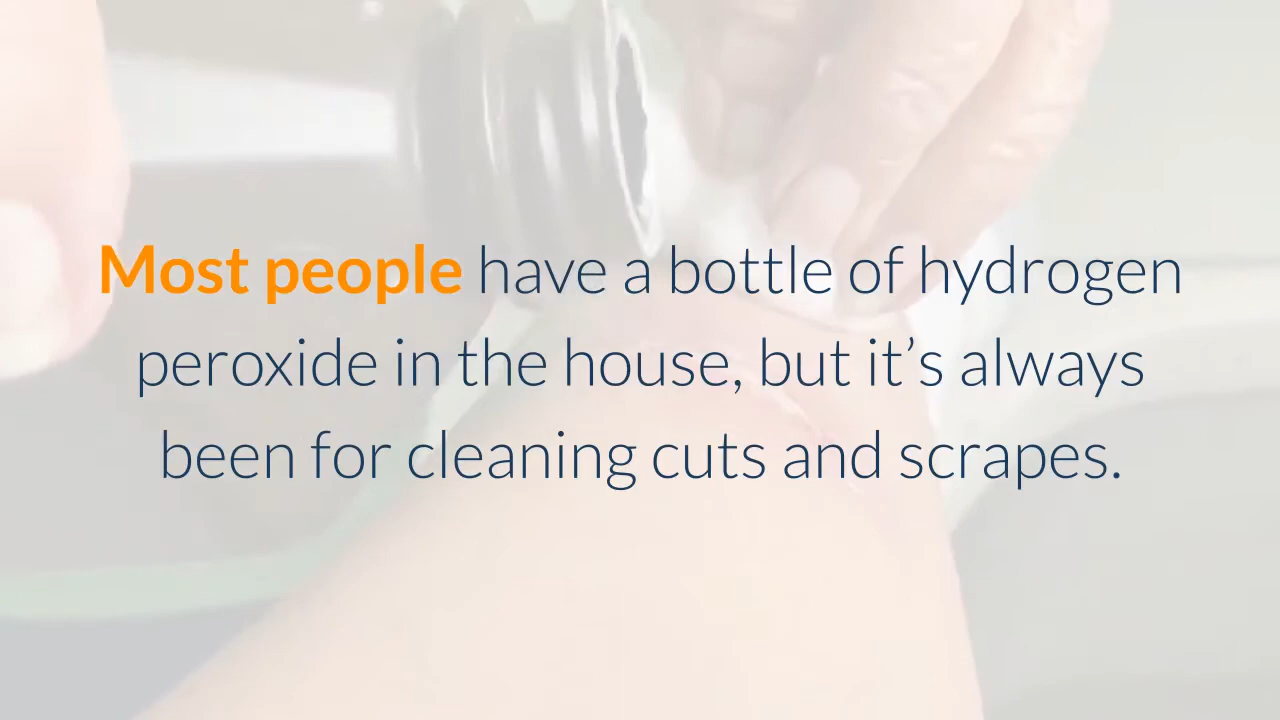 Most people have a bottle of hydrogen
peroxide in the house, but it’s always
been for cleaning cuts and scrapes.